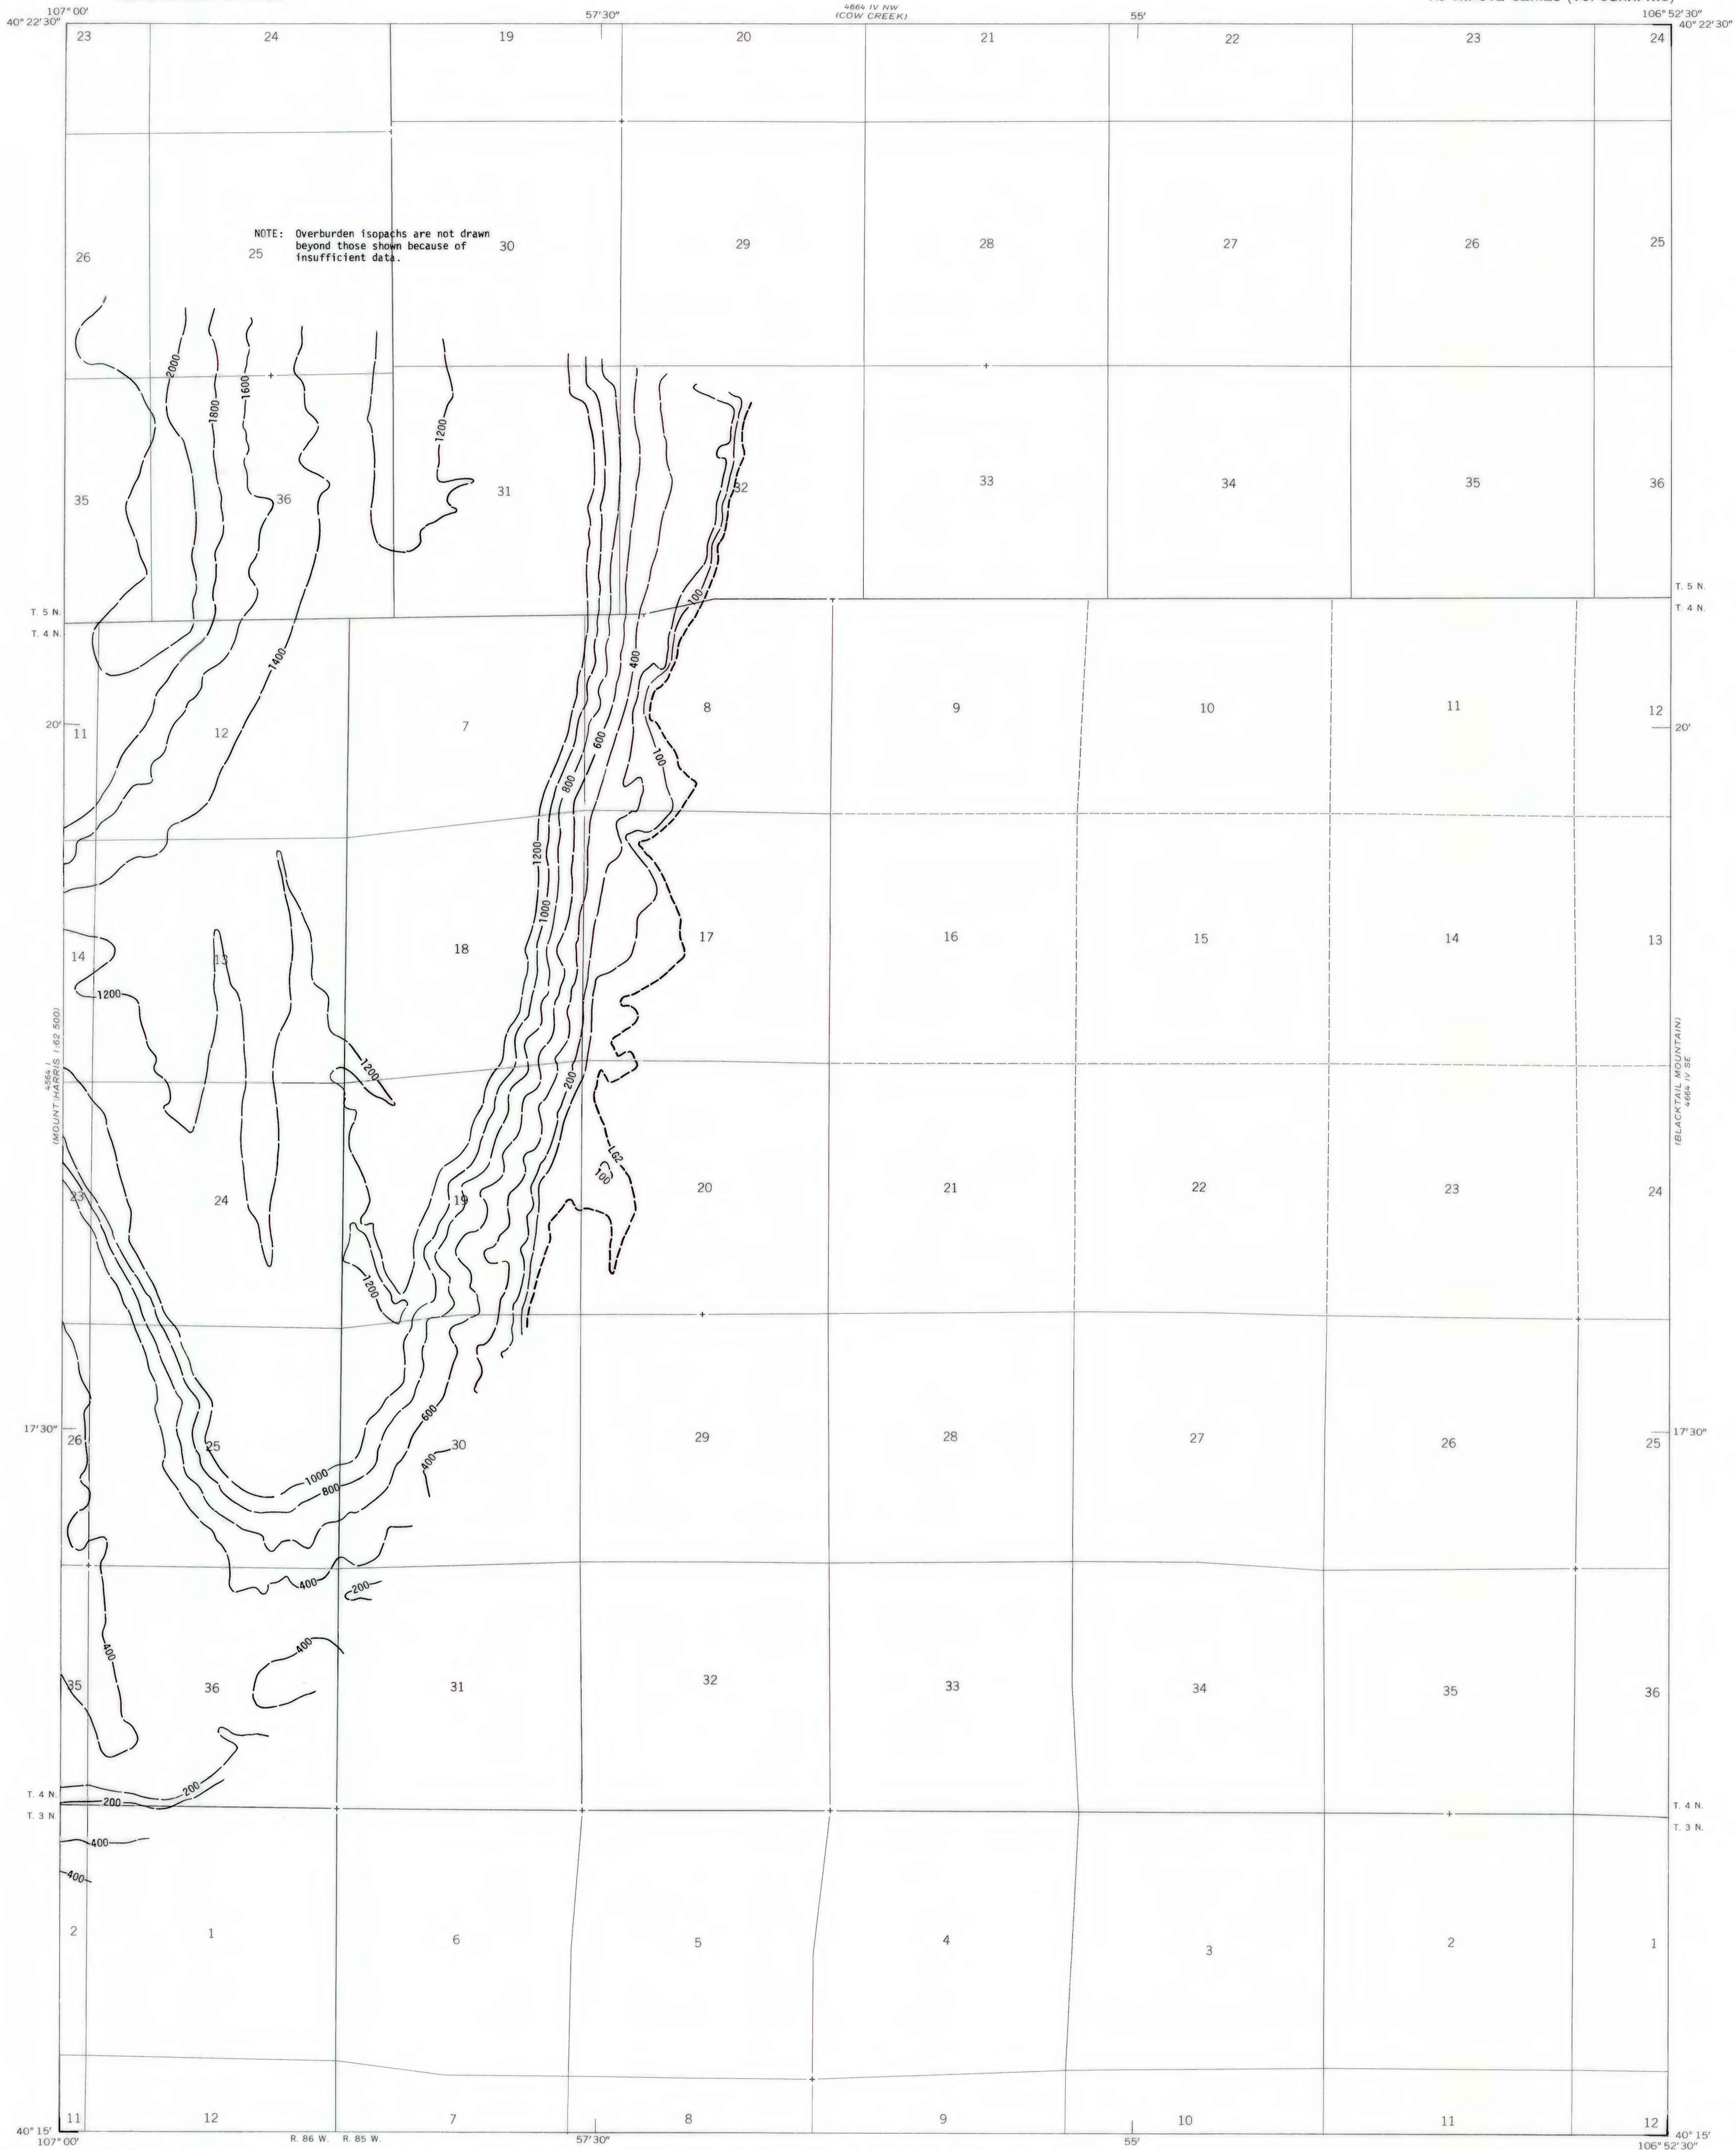 107° 00'
57'30"
4664 IV NW
(COW CREEK)
55'
106° 52'30"
40° 22'30"
40° 22'30"
23 24 19 20 21 22 23 24
NOTE: Overburden isopachs are not drawn
beyond those shown because of
insufficient data.
26 25 30 29 28 27 26 25
2000
1800
1600
1200
35 36 31 32 33 34 35 36
100
T. 5 N.
T. 4 N.
T. 5 N.
T. 4 N.
1400
400
11 12 7 8 9 10 11 12
20'
20'
600
800
100
1200
1000
14 13 18 17 16 15 14 13
1200
4564 I
(MOUNT HARRIS 1:62 500)
(BLACKTAIL MOUNTAIN)
4664 IV SE
1200
200
LG2
100
23 24 19 20 21 22 23 24
1200
600
17'30"
17'30"
26 25 30 29 28 27 26 25
400
1000
800
400
200
400
400
35 36 31 32 33 34 35 36
200
200
T. 4 N.
T. 3 N.
T. 4 N.
T. 3 N.
400
400
2 1 6 5 4 3 2 1
11 12 7 8 9 10 11 12
40° 15'
107° 00'
R. 86 W. R. 85 W.
57'30"
55'
40° 15'
106° 52'30"